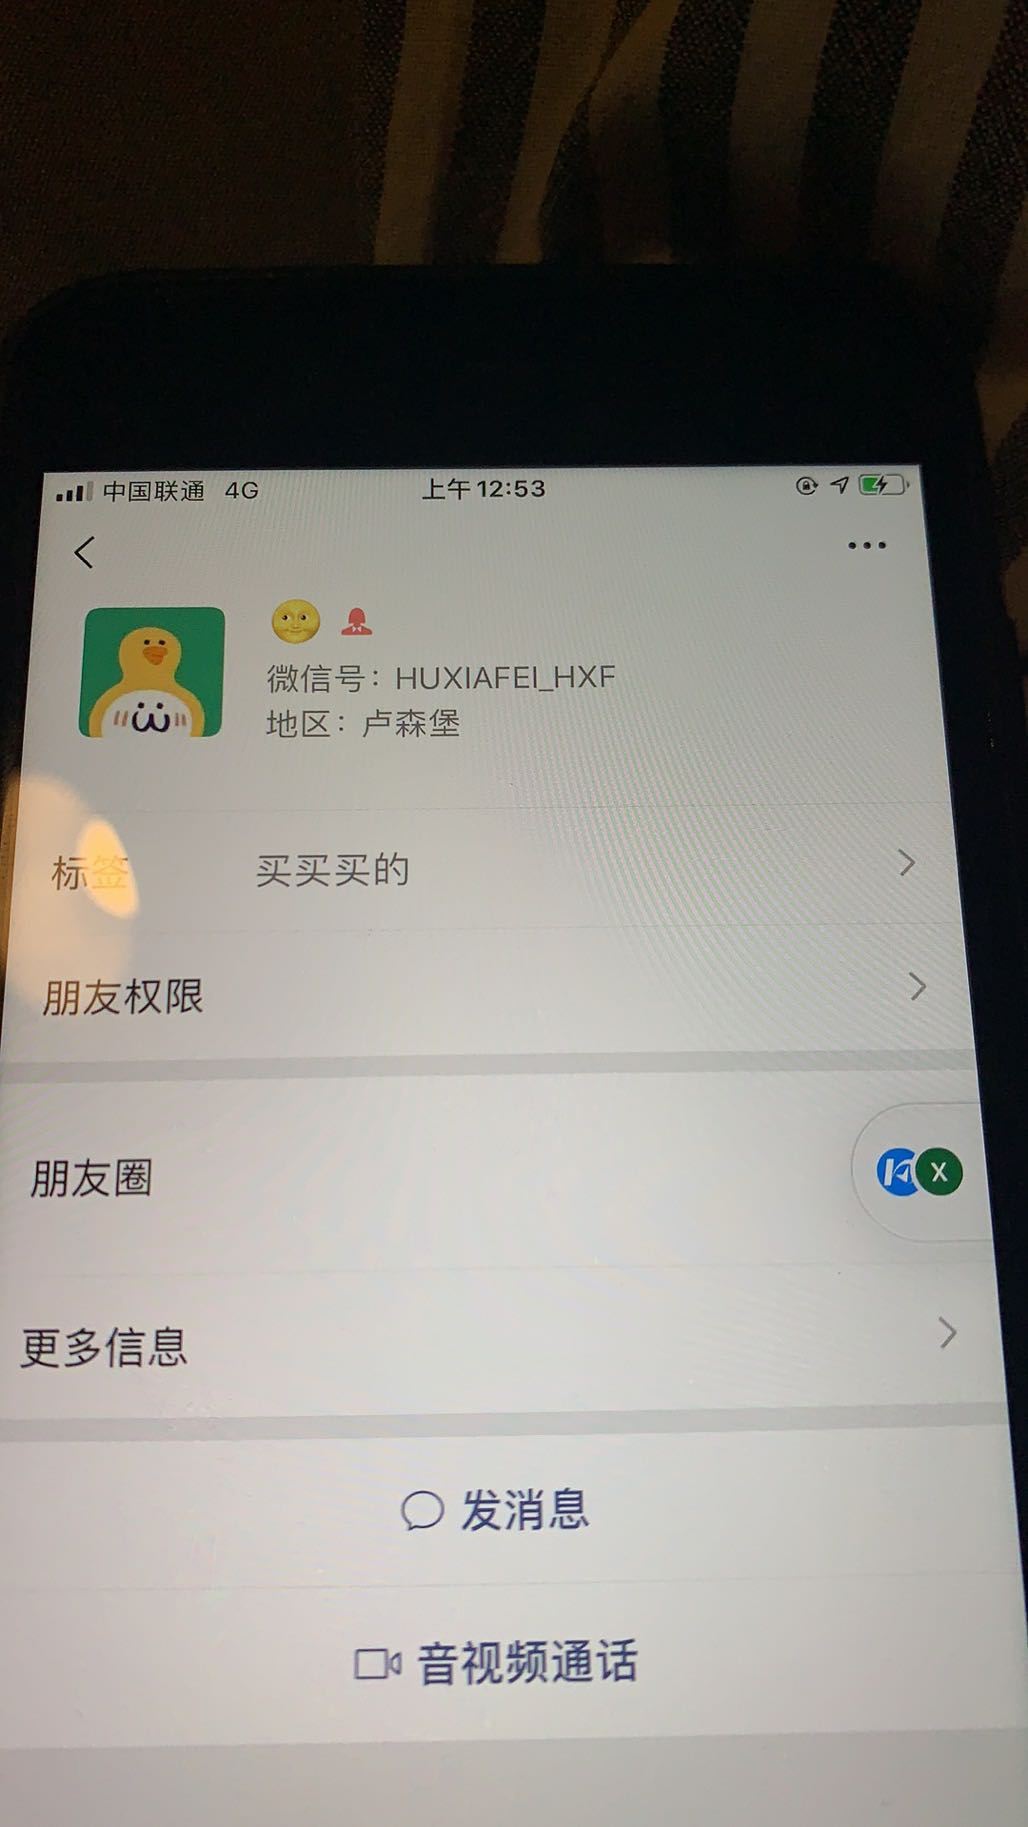 中国联通 4G 上午12:53
🌝
微信号：HUXIAFEI_HXF
地区：卢森堡
标签 买买买的
朋友权限
朋友圈
X
更多信息
发消息
音视频通话